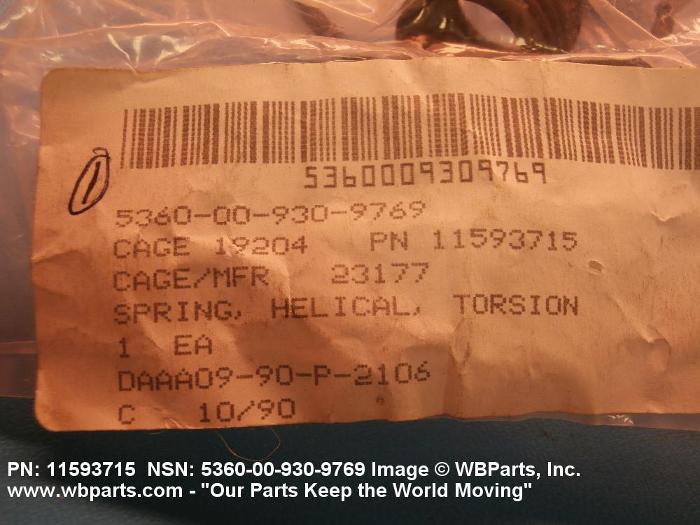 5360009309769
1
5360-00-930-9769
CAGE 19204 PN 11593715
CAGE/MFR 23177
SPRING, HELICAL, TORSION
1 EA
DAAA09-90-P-2106
C 10/90
PN: 11593715 NSN: 5360-00-930-9769 Image © WBParts, Inc.
www.wbparts.com - "Our Parts Keep the World Moving"